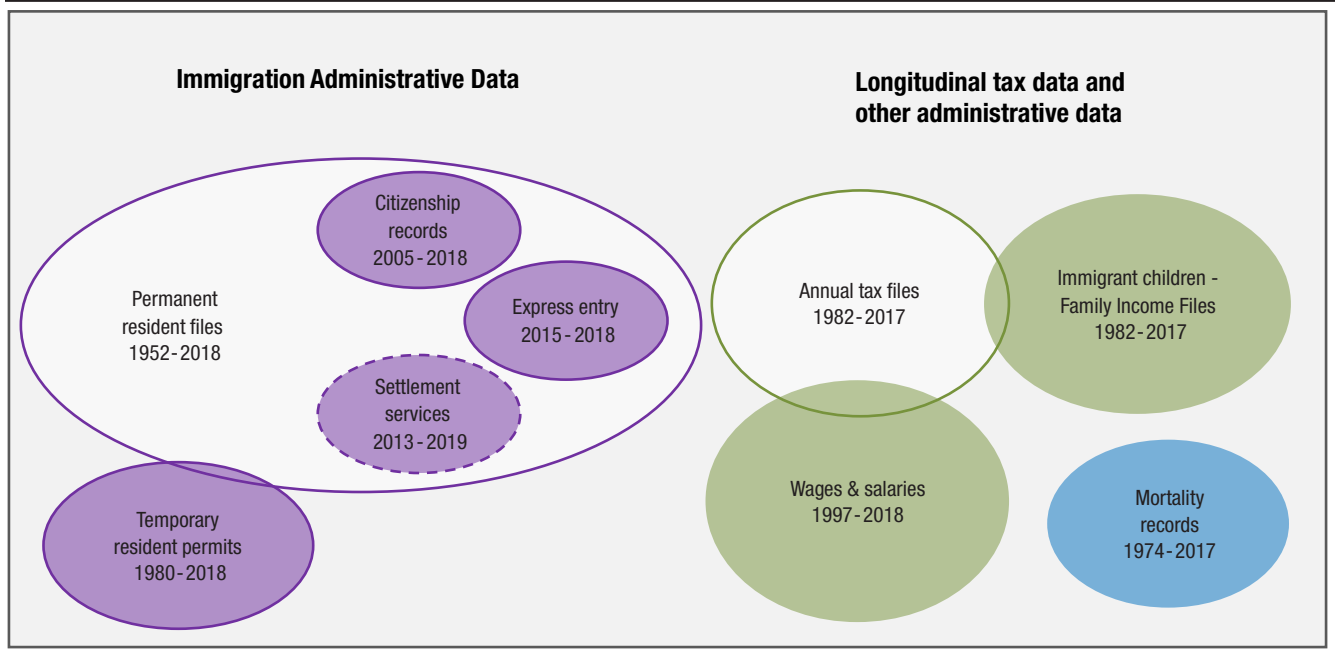 Immigration Administrative Data
Citizenship
records
2005-2018
Permanent
resident files
1952-2018
Express entry
2015-2018
Settlement
services
2013-2019
Temporary
resident permits
1980-2018
Longitudinal tax data and
other administrative data
Annual tax files
1982-2017
Immigrant children -
Family Income Files
1982-2017
Wages & salaries
1997-2018
Mortality
records
1974-2017